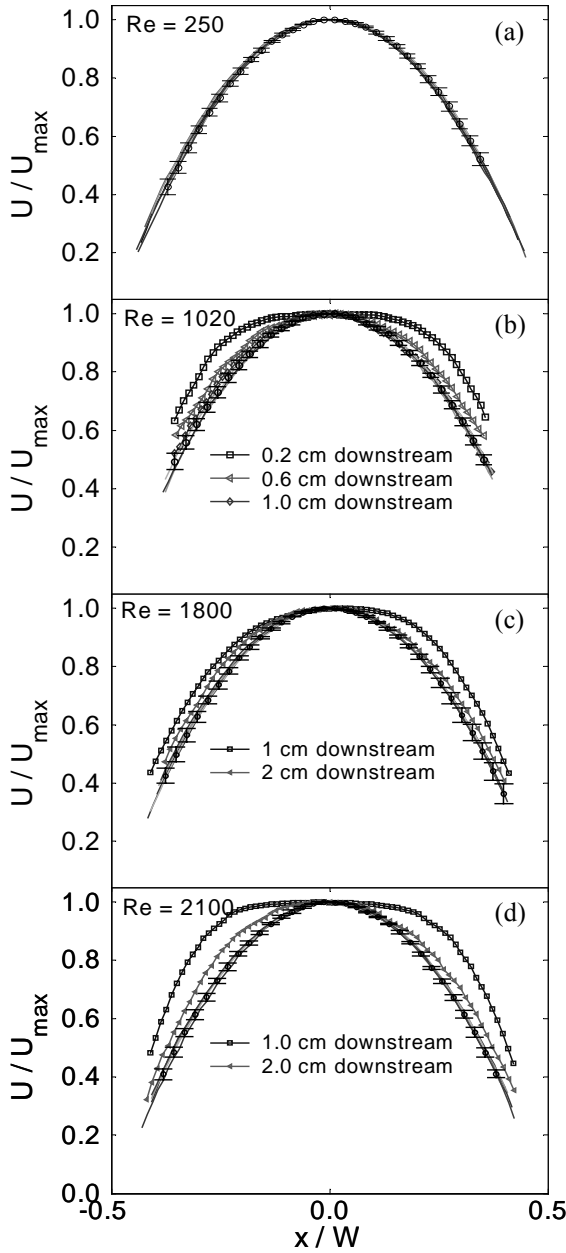 1.0
Re = 250
(a)
0.8
0.6
0.4
0.2
U / Umax
1.0
Re = 1020
(b)
0.8
0.6
0.4
0.2
U / Umax
0.2 cm downstream
0.6 cm downstream
1.0 cm downstream
1.0
Re = 1800
(c)
0.8
0.6
0.4
0.2
U / Umax
1 cm downstream
2 cm downstream
1.0
Re = 2100
(d)
0.8
0.6
0.4
0.2
0.0
U / Umax
1.0 cm downstream
2.0 cm downstream
-0.5
0.0
0.5
x / W